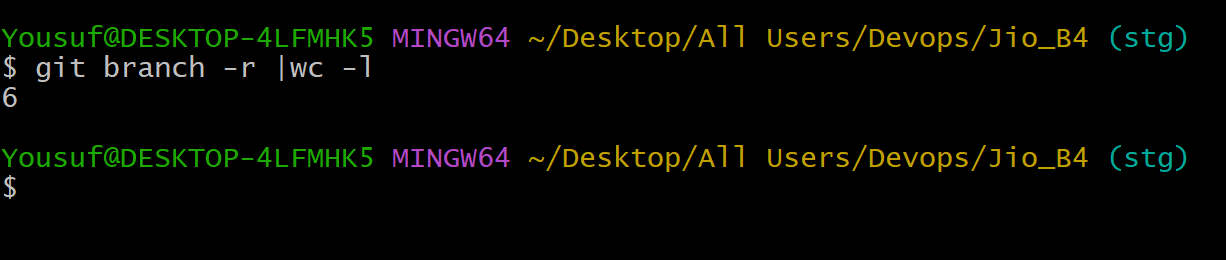 Yousuf@DESKTOP-4LFMHK5 MINGW64 ~/Desktop/All Users/Devops/Jio_B4 (stg)
$ git branch -r |wc -l
6
Yousuf@DESKTOP-4LFMHK5 MINGW64 ~/Desktop/All Users/Devops/Jio_B4 (stg)
$